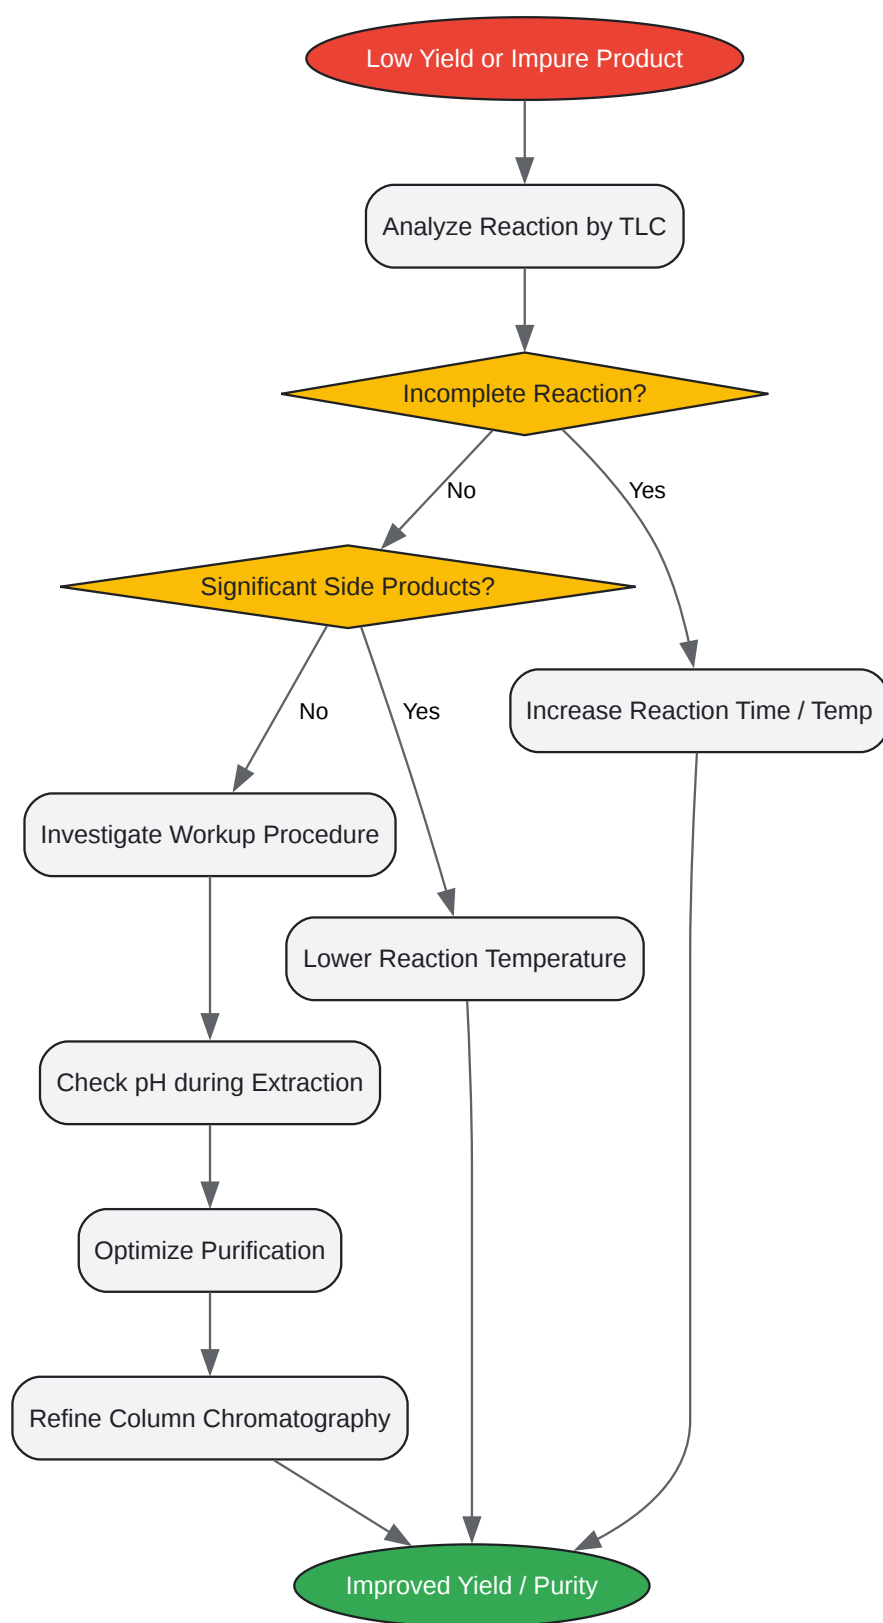 Low Yield or Impure Product
Analyze Reaction by TLC
Incomplete Reaction?
No
Yes
Significant Side Products?
No
Yes
Increase Reaction Time / Temp
Investigate Workup Procedure
Lower Reaction Temperature
Check pH during Extraction
Optimize Purification
Refine Column Chromatography
Improved Yield / Purity